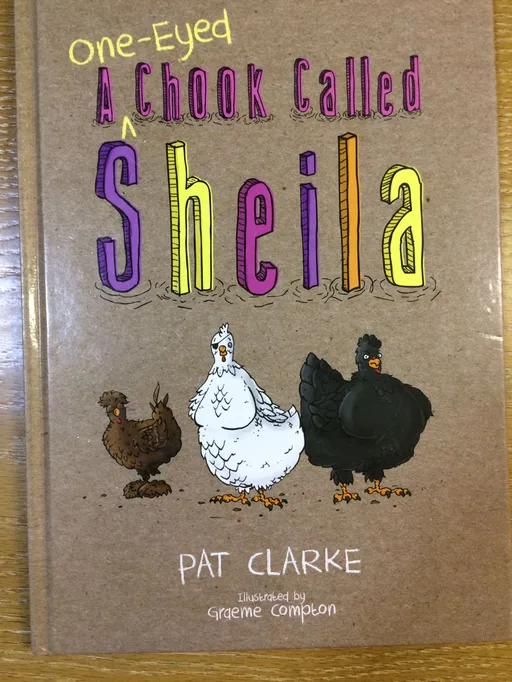 One-Eyed
A Chook Called
^
Sheila
PAT CLARKE
Illustrated by
Graeme Compton